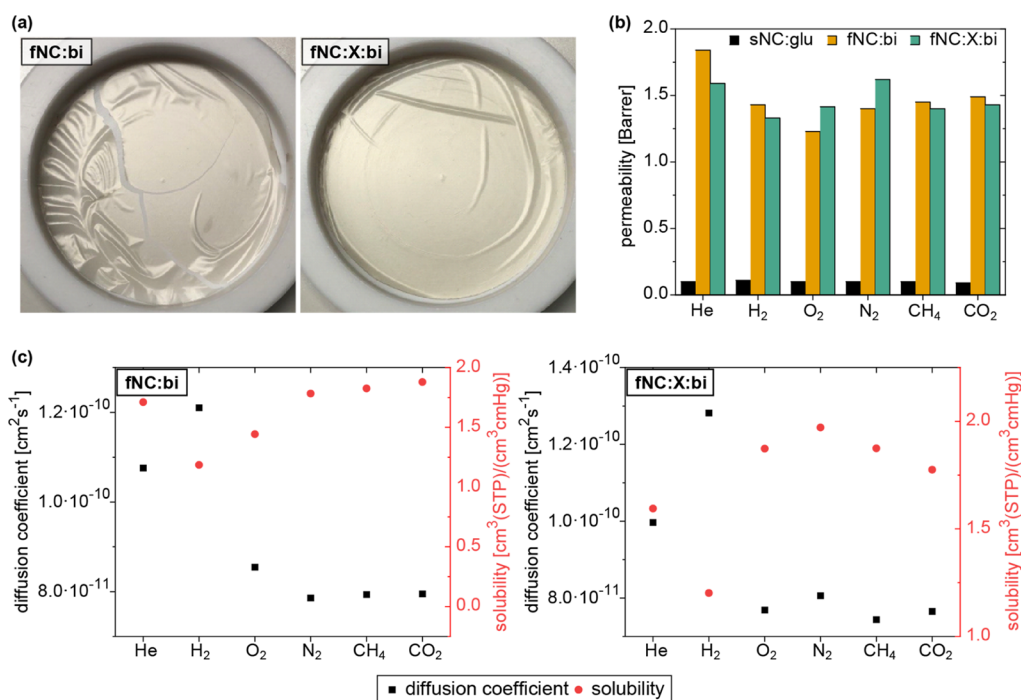 (a)
fNC:bi
fNC:X:bi
(b)
permeability [Barrer]
2.0
1.5
1.0
0.5
0.0
sNC:glu fNC:bi fNC:X:bi
He H₂ O₂ N₂ CH₄ CO₂
(c)
fNC:bi
diffusion coefficient [cm²s⁻¹]
1.2·10⁻¹⁰
1.0·10⁻¹⁰
8.0·10⁻¹¹
2.0
1.5
1.0
0.5
0.0
solubility [cm³(STP)/(cm³cmHg)]
He H₂ O₂ N₂ CH₄ CO₂
fNC:X:bi
diffusion coefficient [cm²s⁻¹]
1.4·10⁻¹⁰
1.2·10⁻¹⁰
1.0·10⁻¹⁰
8.0·10⁻¹¹
2.0
1.5
1.0
solubility [cm³(STP)/(cm³cmHg)]
He H₂ O₂ N₂ CH₄ CO₂
diffusion coefficient solubility